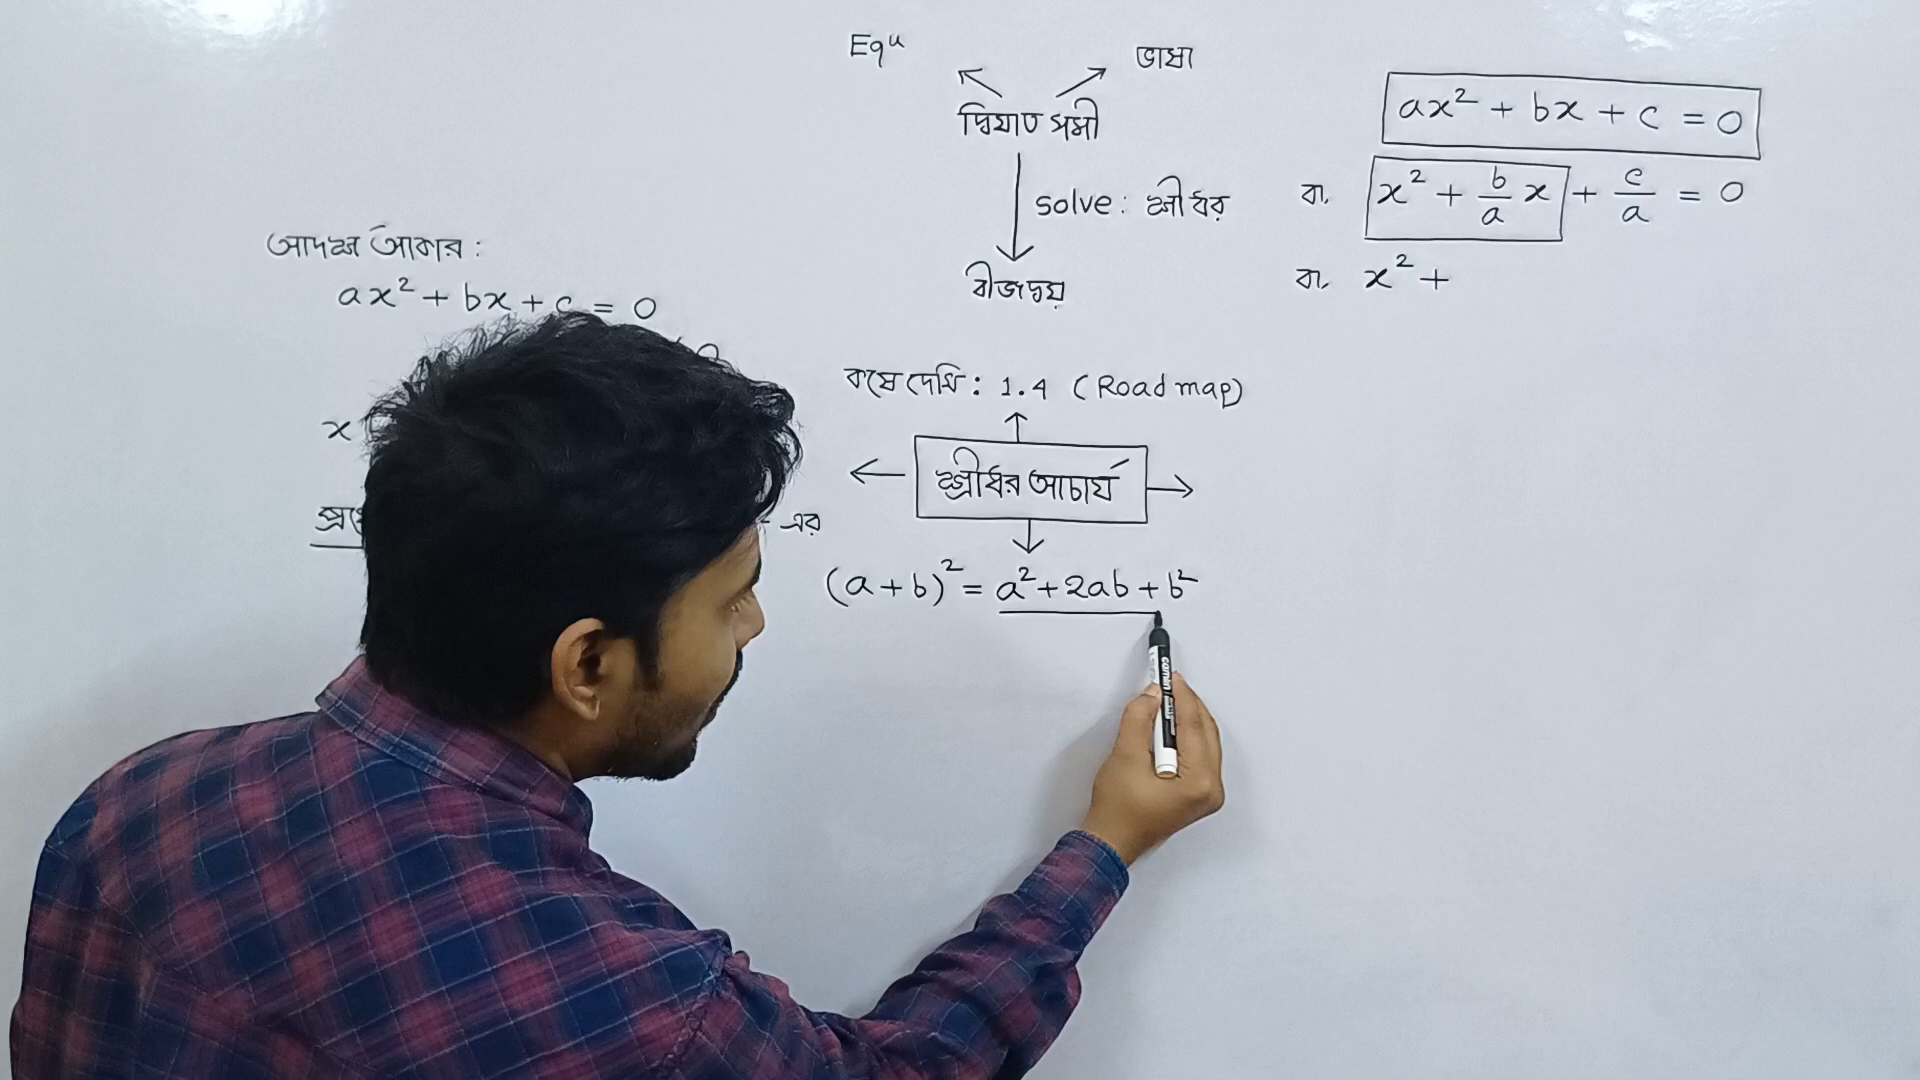 Eqⁿ
ভাষা
দ্বিঘাত সমী
solve: শ্রীধর
বীজদ্বয়
আদর্শ আকার :
ax² + bx + c = 0
x
ax² + bx + c = 0
বা, x² + b/a x + c/a = 0
বা, x² +
কষে দেখি : 1.4 (Road map)
শ্রীধর আচার্য
এর
(a + b)² = a² + 2ab + b²